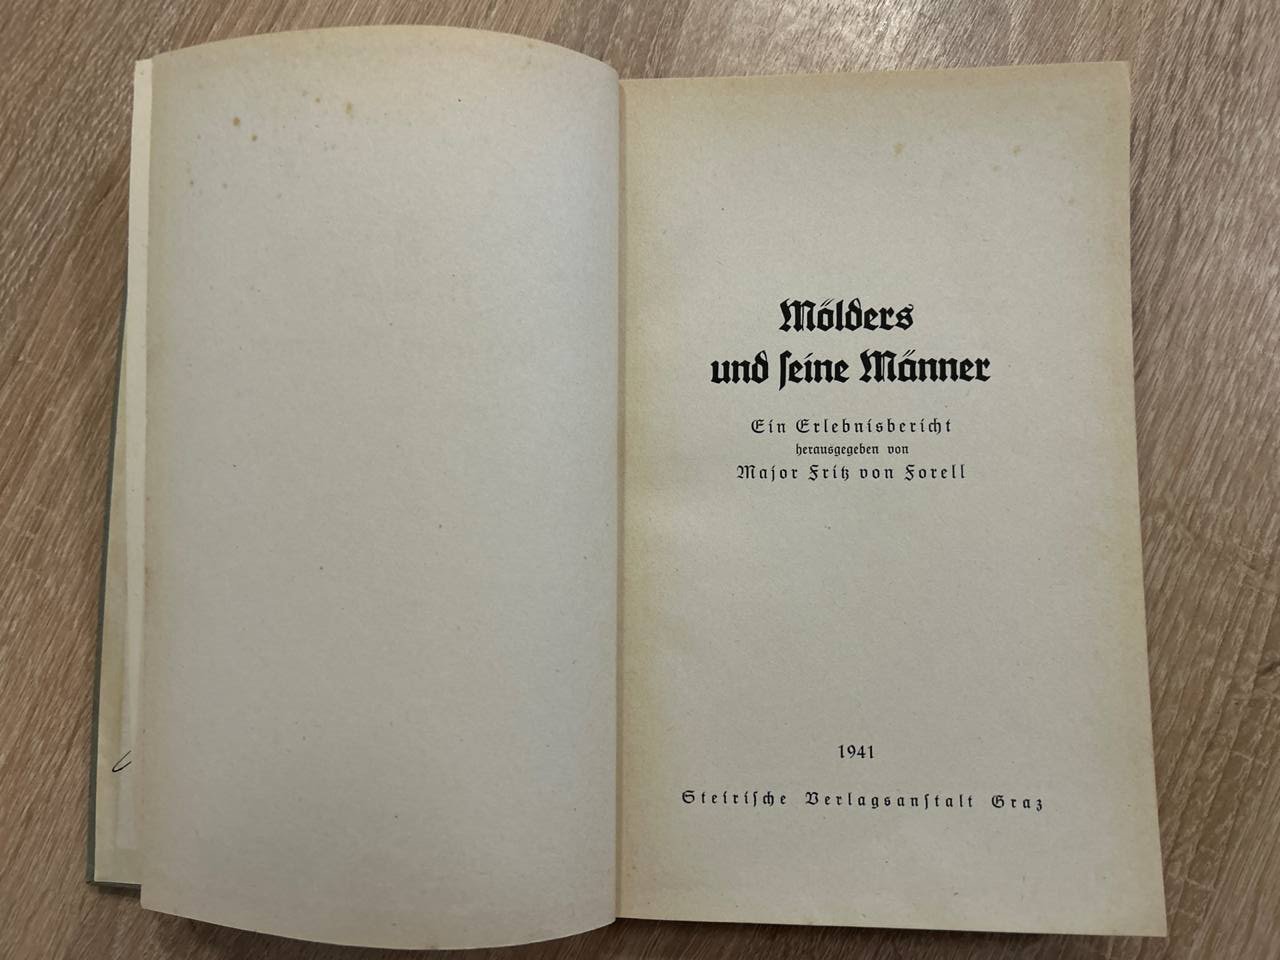 Mölders
und ſeine Männer
Ein Erlebnisbericht
herausgegeben von
Major Fritz von Forell
1941
Steiriſche Verlagsanſtalt Graz